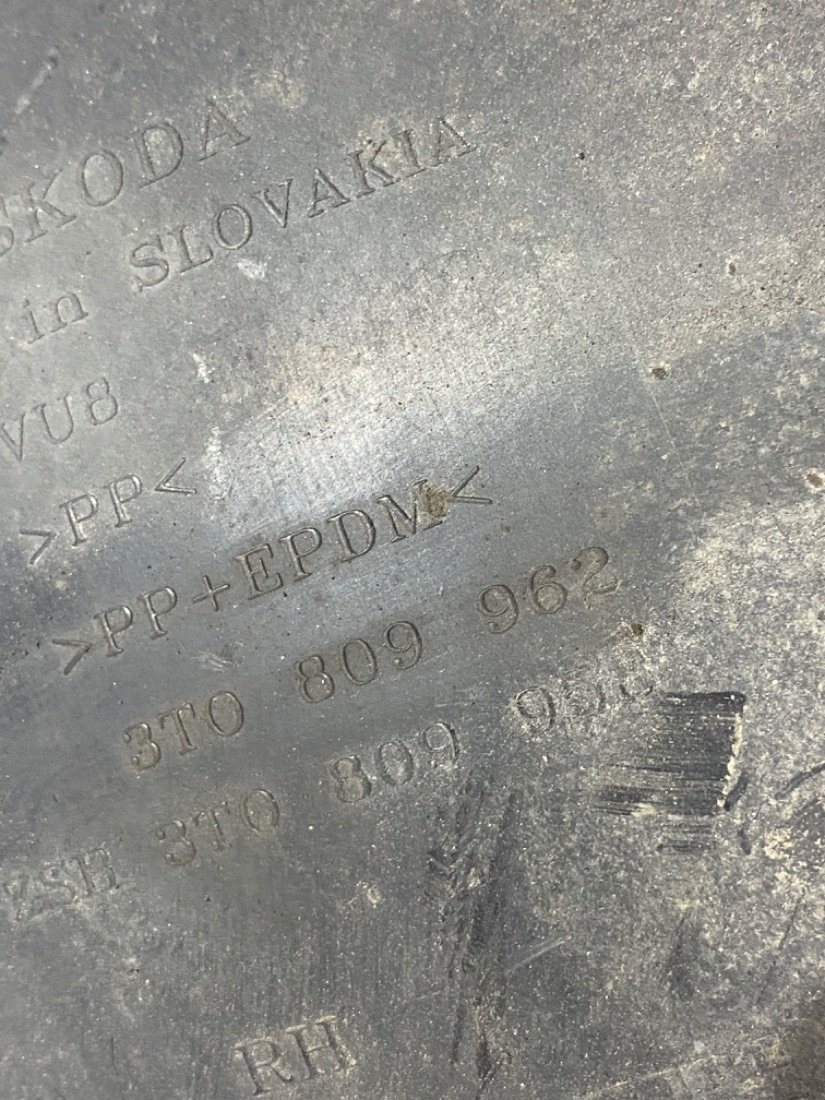 SKODA
in SLOVAKIA
VU8
>PP<
>PP+EPDM<
3T0 809 962
ZSB 3T0 809
RH